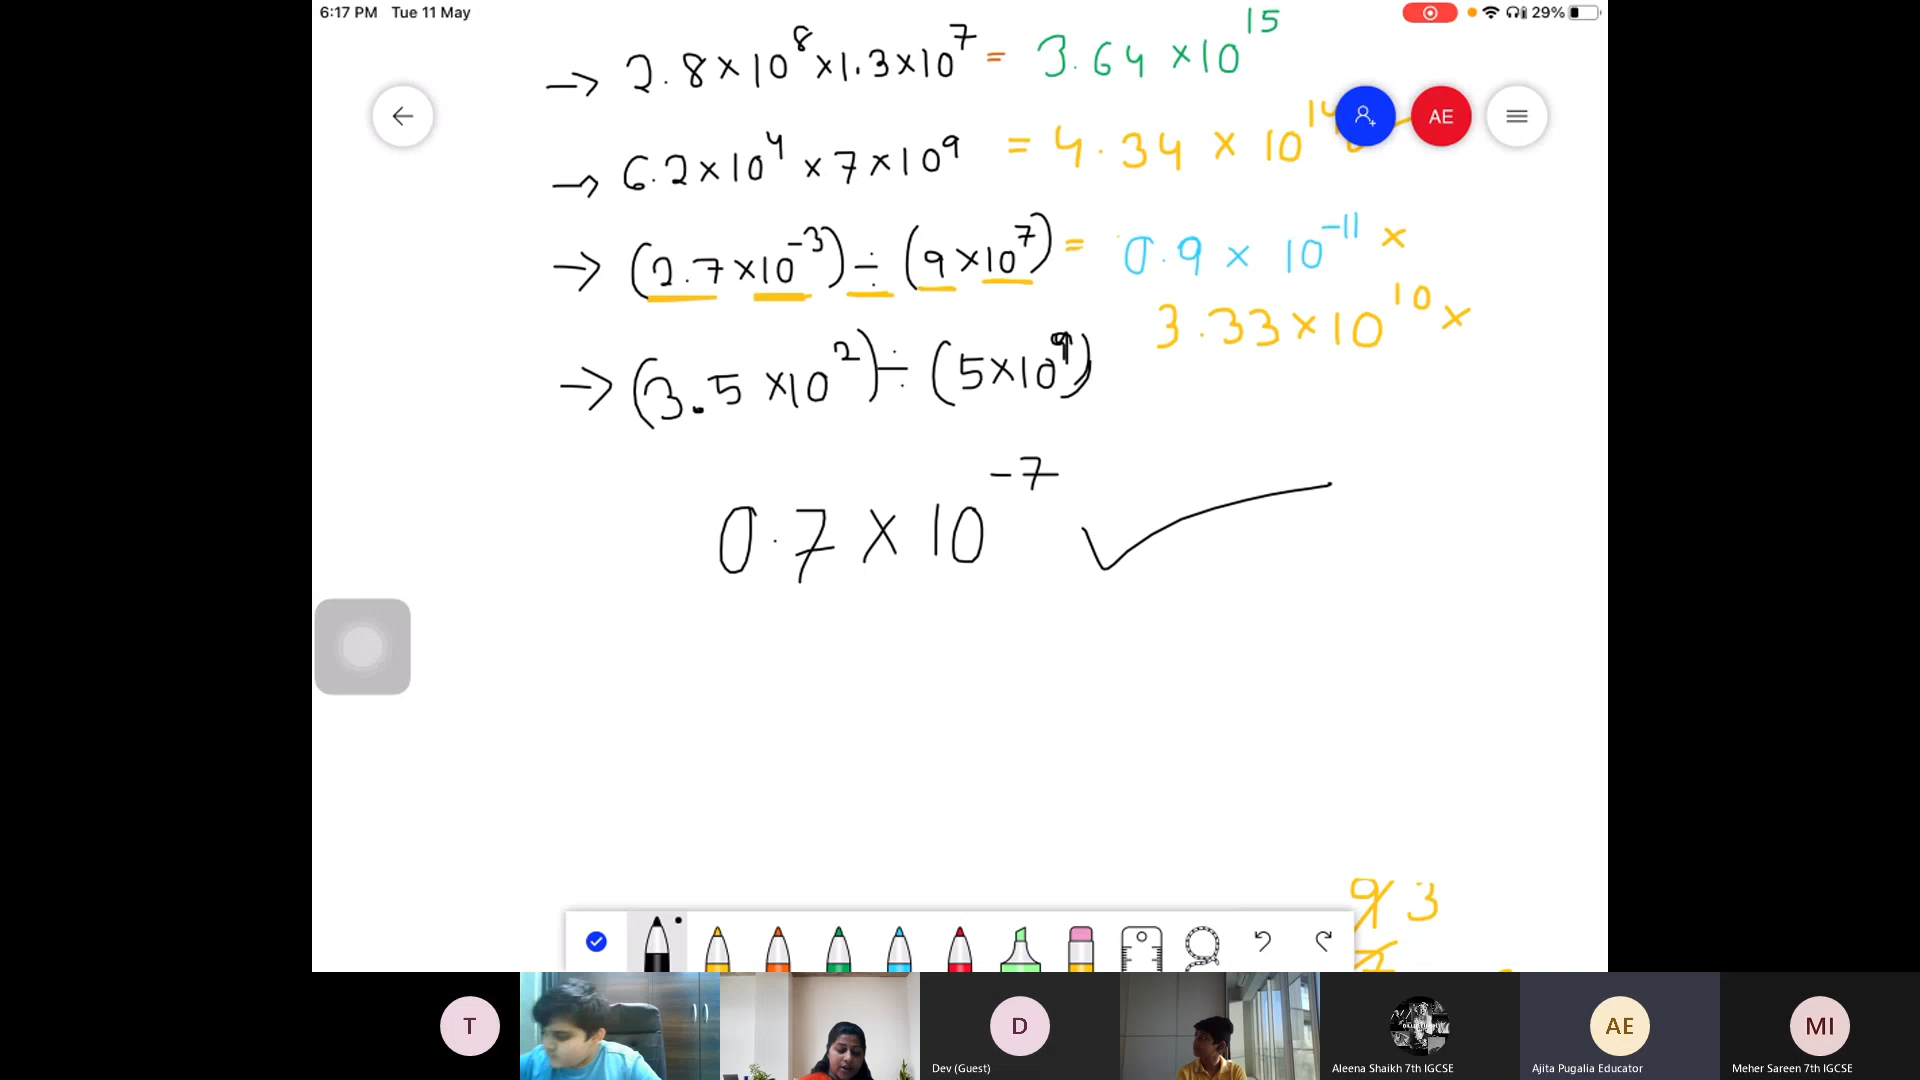 6:17 PM Tue 11 May 29%
→ 2.8×10⁸×1.3×10⁷ = 3.64 ×10¹⁵
AE
→ 6.2×10⁴ × 7×10⁹ = 4.34 × 10¹⁴
→ (2.7×10⁻³) ÷ (9×10⁷) = 0.9 × 10⁻¹¹ ×
3.33×10¹⁰ ×
→ (3.5 ×10²) ÷ (5×10⁹)
0.7 × 10⁻⁷ ✓
9 3
T
D
AE
MI
Dev (Guest)
Aleena Shaikh 7th IGCSE
Ajita Pugalia Educator
Meher Sareen 7th IGCSE